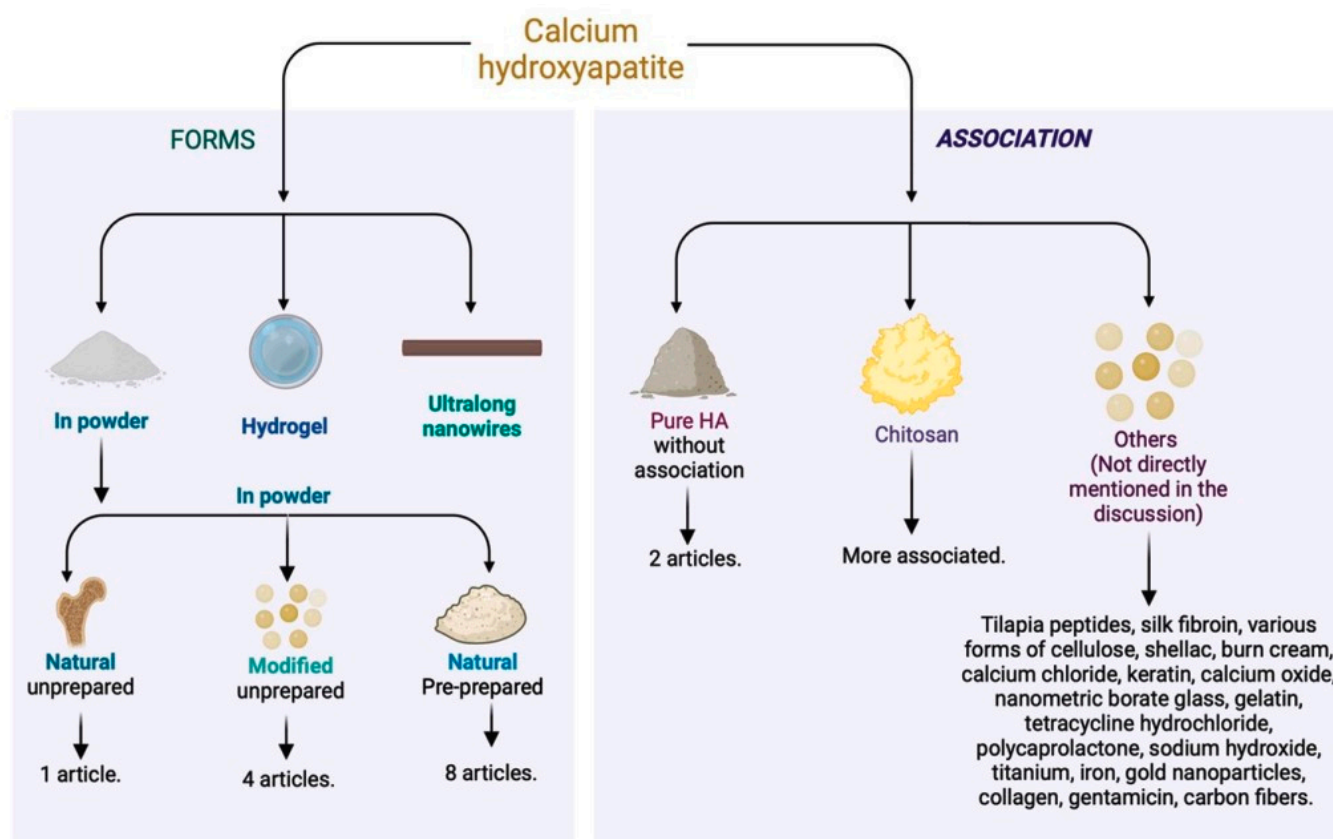 Calcium
hydroxyapatite
FORMS
In powder
Hydrogel
Ultralong
nanowires
In powder
Natural
unprepared
Modified
unprepared
Natural
Pre-prepared
1 article.
4 articles.
8 articles.
ASSOCIATION
Pure HA
without
association
Chitosan
Others
(Not directly
mentioned in the
discussion)
2 articles.
More associated.
Tilapia peptides, silk fibroin, various
forms of cellulose, shellac, burn cream,
calcium chloride, keratin, calcium oxide,
nanometric borate glass, gelatin,
tetracycline hydrochloride,
polycaprolactone, sodium hydroxide,
titanium, iron, gold nanoparticles,
collagen, gentamicin, carbon fibers.